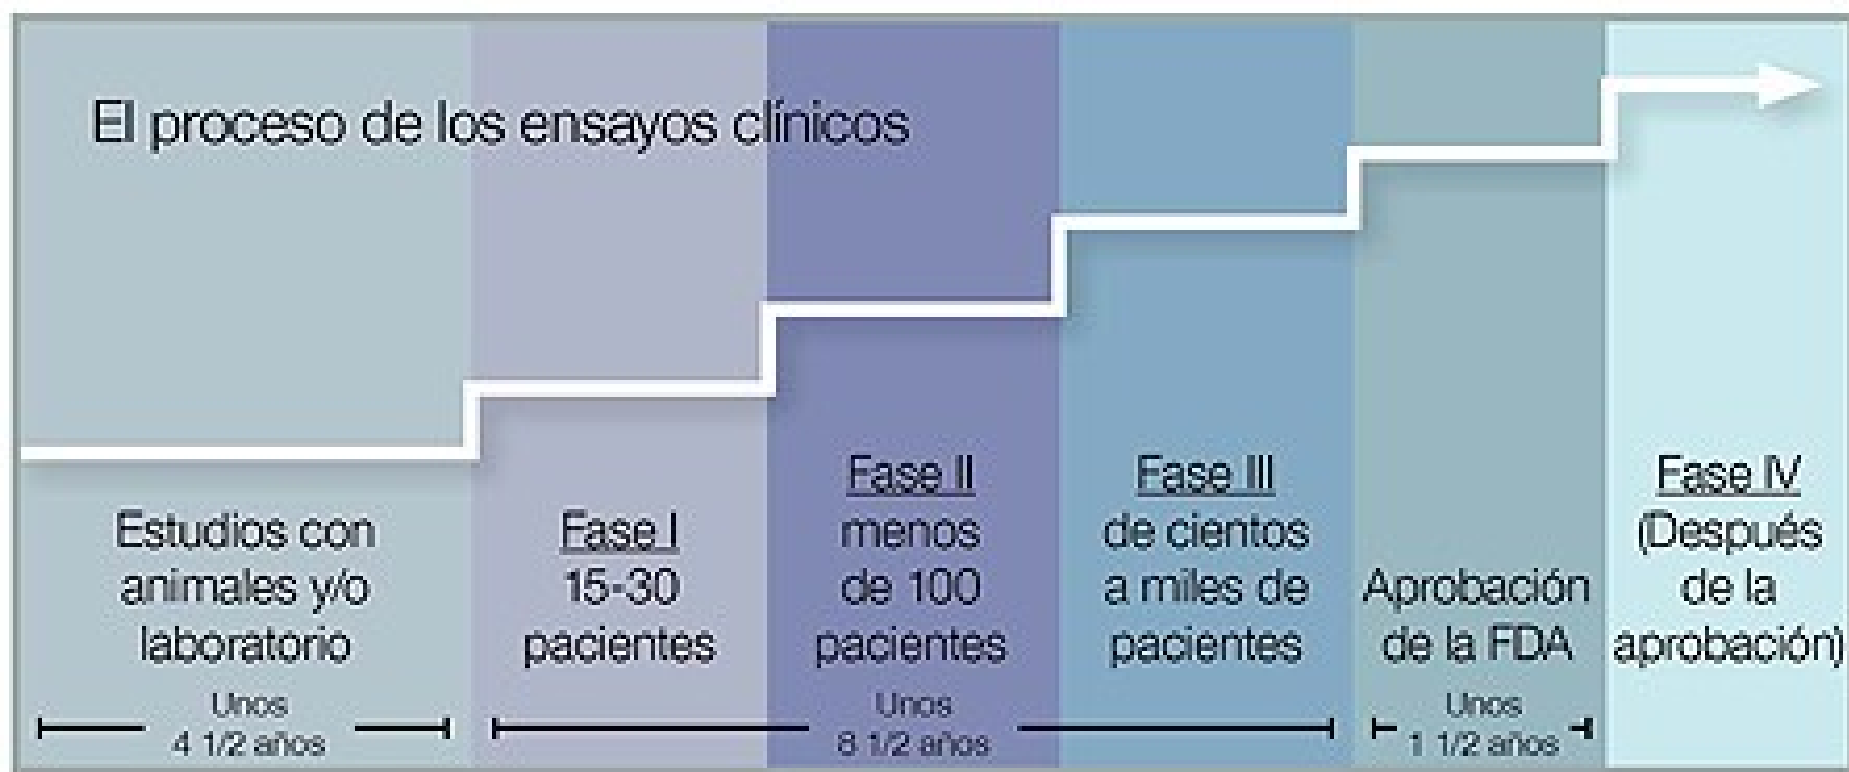 El proceso de los ensayos clínicos
Estudios con
animales y/o
laboratorio
Unos
4 1/2 años
Fase I
15-30
pacientes
Fase II
menos
de 100
pacientes
Unos
8 1/2 años
Fase III
de cientos
a miles de
pacientes
Aprobación
de la FDA
Unos
1 1/2 años
Fase IV
(Después
de la
aprobación)